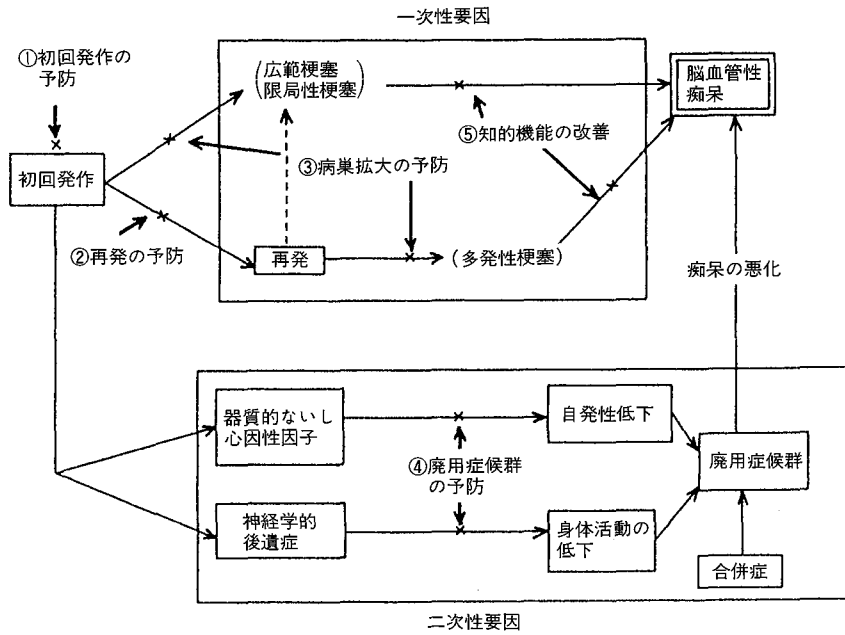 一次性要因
①初回発作の
予防
初回発作
(広範梗塞
限局性梗塞)
脳血管性
痴呆
⑤知的機能の改善
③病巣拡大の予防
②再発の予防
再発
(多発性梗塞)
痴呆の悪化
器質的ないし
心因性因子
自発性低下
④廃用症候群
の予防
廃用症候群
神経学的
後遺症
身体活動の
低下
合併症
二次性要因